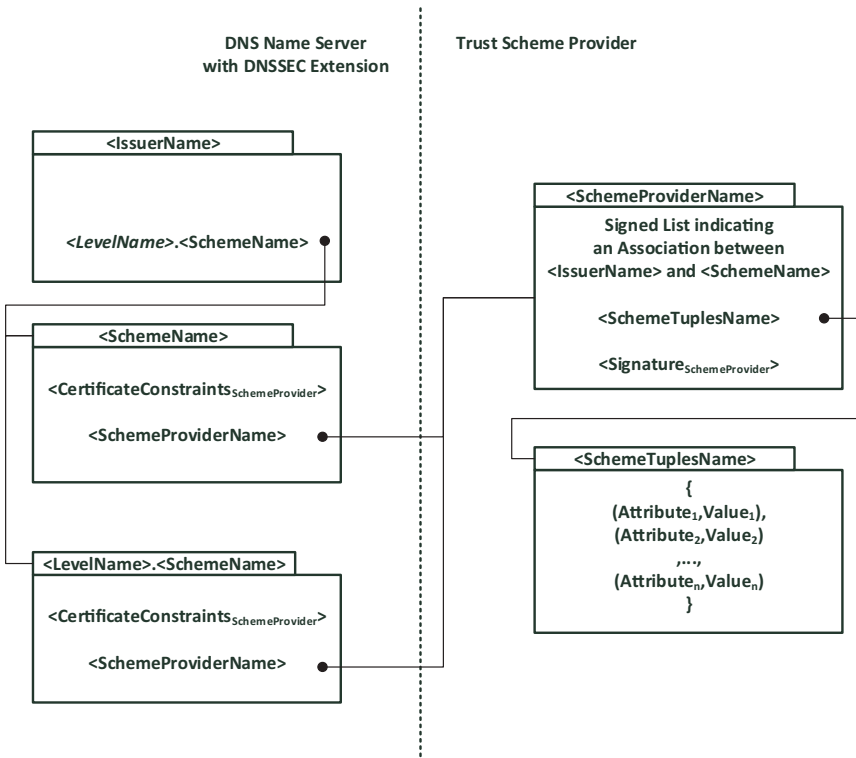 DNS Name Server
with DNSSEC Extension
Trust Scheme Provider
<IssuerName>
<LevelName>.<SchemeName>
<SchemeName>
<CertificateConstraintsSchemeProvider>
<SchemeProviderName>
<LevelName>.<SchemeName>
<CertificateConstraintsSchemeProvider>
<SchemeProviderName>
<SchemeProviderName>
Signed List indicating
an Association between
<IssuerName> and <SchemeName>
<SchemeTuplesName>
<SignatureSchemeProvider>
<SchemeTuplesName>
{
(Attribute1,Value1),
(Attribute2,Value2)
,...,
(Attributen,Valuen)
}